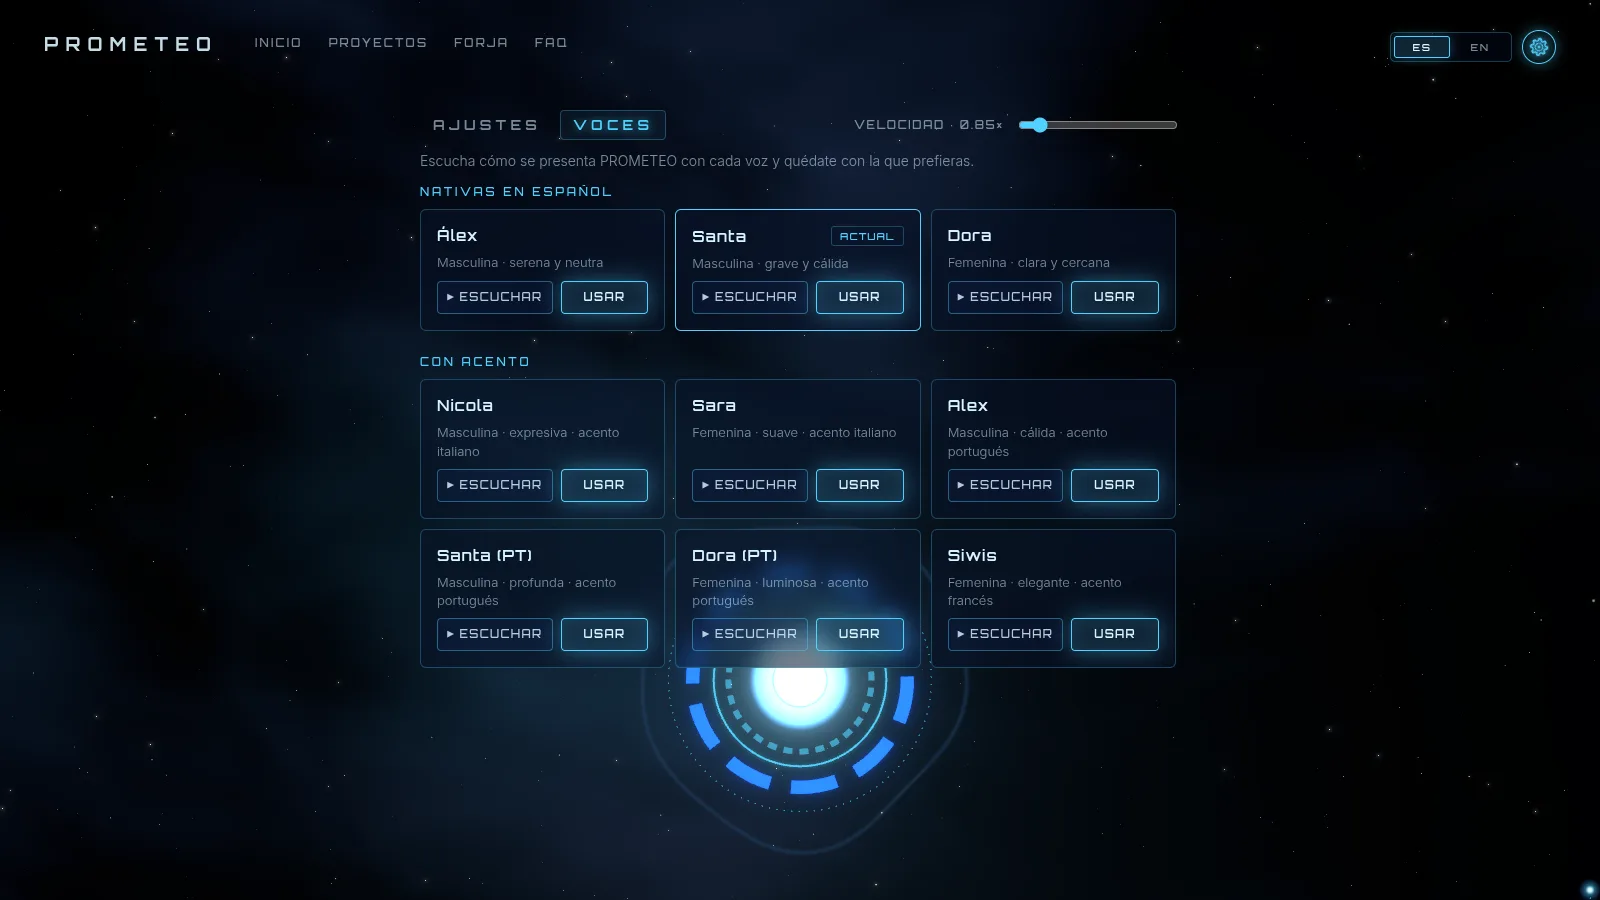 PROMETEO
INICIO PROYECTOS FORJA FAQ
ES EN
AJUSTES VOCES
VELOCIDAD · 0.85x
Escucha cómo se presenta PROMETEO con cada voz y quédate con la que prefieras.
NATIVAS EN ESPAÑOL
Álex
Masculina · serena y neutra
▶ ESCUCHAR USAR
Santa ACTUAL
Masculina · grave y cálida
▶ ESCUCHAR USAR
Dora
Femenina · clara y cercana
▶ ESCUCHAR USAR
CON ACENTO
Nicola
Masculina · expresiva · acento
italiano
▶ ESCUCHAR USAR
Sara
Femenina · suave · acento italiano
▶ ESCUCHAR USAR
Alex
Masculina · cálida · acento
portugués
▶ ESCUCHAR USAR
Santa (PT)
Masculina · profunda · acento
portugués
▶ ESCUCHAR USAR
Dora (PT)
Femenina · luminosa · acento
portugués
▶ ESCUCHAR USAR
Siwis
Femenina · elegante · acento
francés
▶ ESCUCHAR USAR